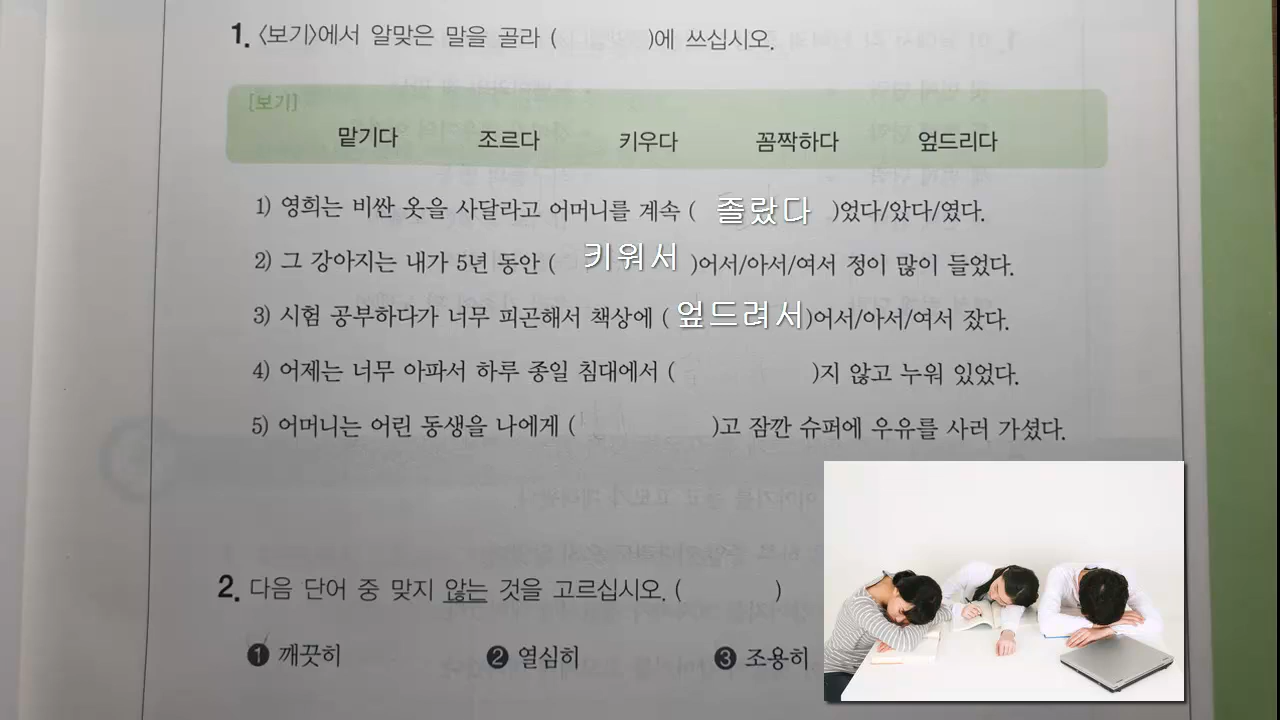 1. 〈보기〉에서 알맞은 말을 골라 ( )에 쓰십시오.
[보기]
맡기다 조르다 키우다 꼼짝하다 엎드리다
1) 영희는 비싼 옷을 사달라고 어머니를 계속 ( 졸랐다 )었다/았다/였다.
2) 그 강아지는 내가 5년 동안 ( 키워서 )어서/아서/여서 정이 많이 들었다.
3) 시험 공부하다가 너무 피곤해서 책상에 ( 엎드려서 )어서/아서/여서 잤다.
4) 어제는 너무 아파서 하루 종일 침대에서 ( )지 않고 누워 있었다.
5) 어머니는 어린 동생을 나에게 ( )고 잠깐 슈퍼에 우유를 사러 가셨다.
2. 다음 단어 중 맞지 않는 것을 고르십시오. ( )
❶ 깨끗히 ❷ 열심히 ❸ 조용히